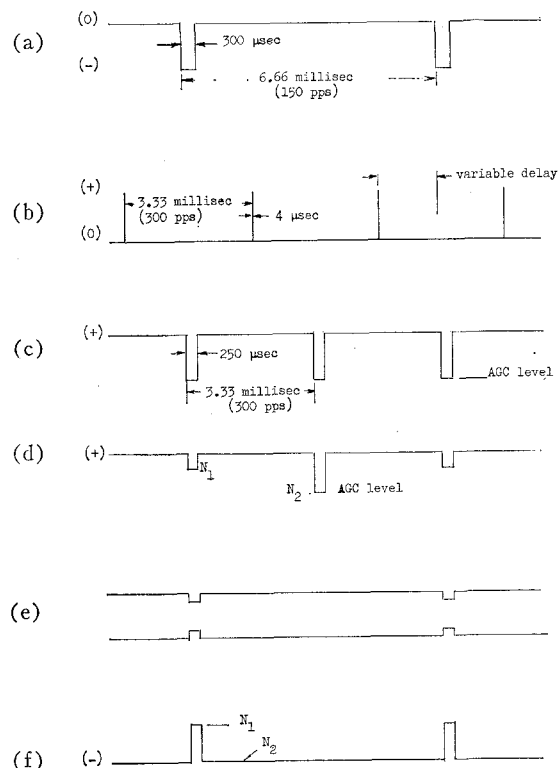 (a)
(0)
(-)
300 μsec
6.66 millisec
(150 pps)
(b)
(+)
(0)
3.33 millisec
(300 pps)
4 μsec
variable delay
(c)
(+)
250 μsec
3.33 millisec
(300 pps)
AGC level
(d)
(+)
N1
N2
AGC level
(e)
(f)
(-)
N1
N2